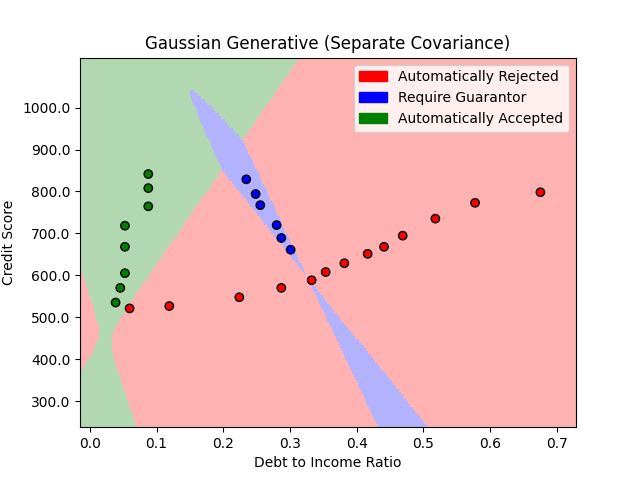 Gaussian Generative (Separate Covariance)
Automatically Rejected
Require Guarantor
Automatically Accepted
Credit Score
1000.0
900.0
800.0
700.0
600.0
500.0
400.0
300.0
0.0 0.1 0.2 0.3 0.4 0.5 0.6 0.7
Debt to Income Ratio